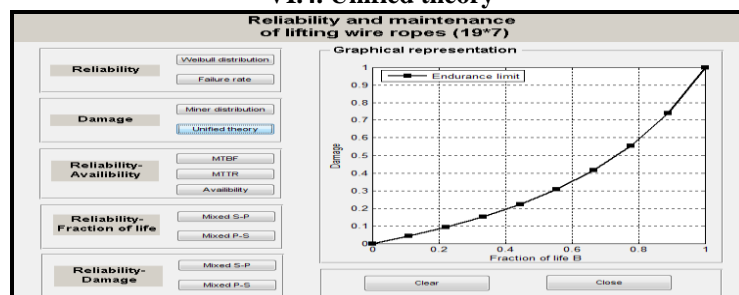 VI.4. Unified theory
Reliability and maintenance
of lifting wire ropes (19*7)
Reliability
Weibull distribution
Failure rate
Damage
Miner distribution
Unified theory
Reliability-
Availibility
MTBF
MTTR
Availibility
Reliability-
Fraction of life
Mixed S-P
Mixed P-S
Reliability-
Damage
Mixed S-P
Mixed P-S
Graphical representation
Endurance limit
1
0.9
0.8
0.7
0.6
0.5
0.4
0.3
0.2
0.1
0
Damage
0 0.2 0.4 0.6 0.8 1
Fraction of life B
Clear
Close